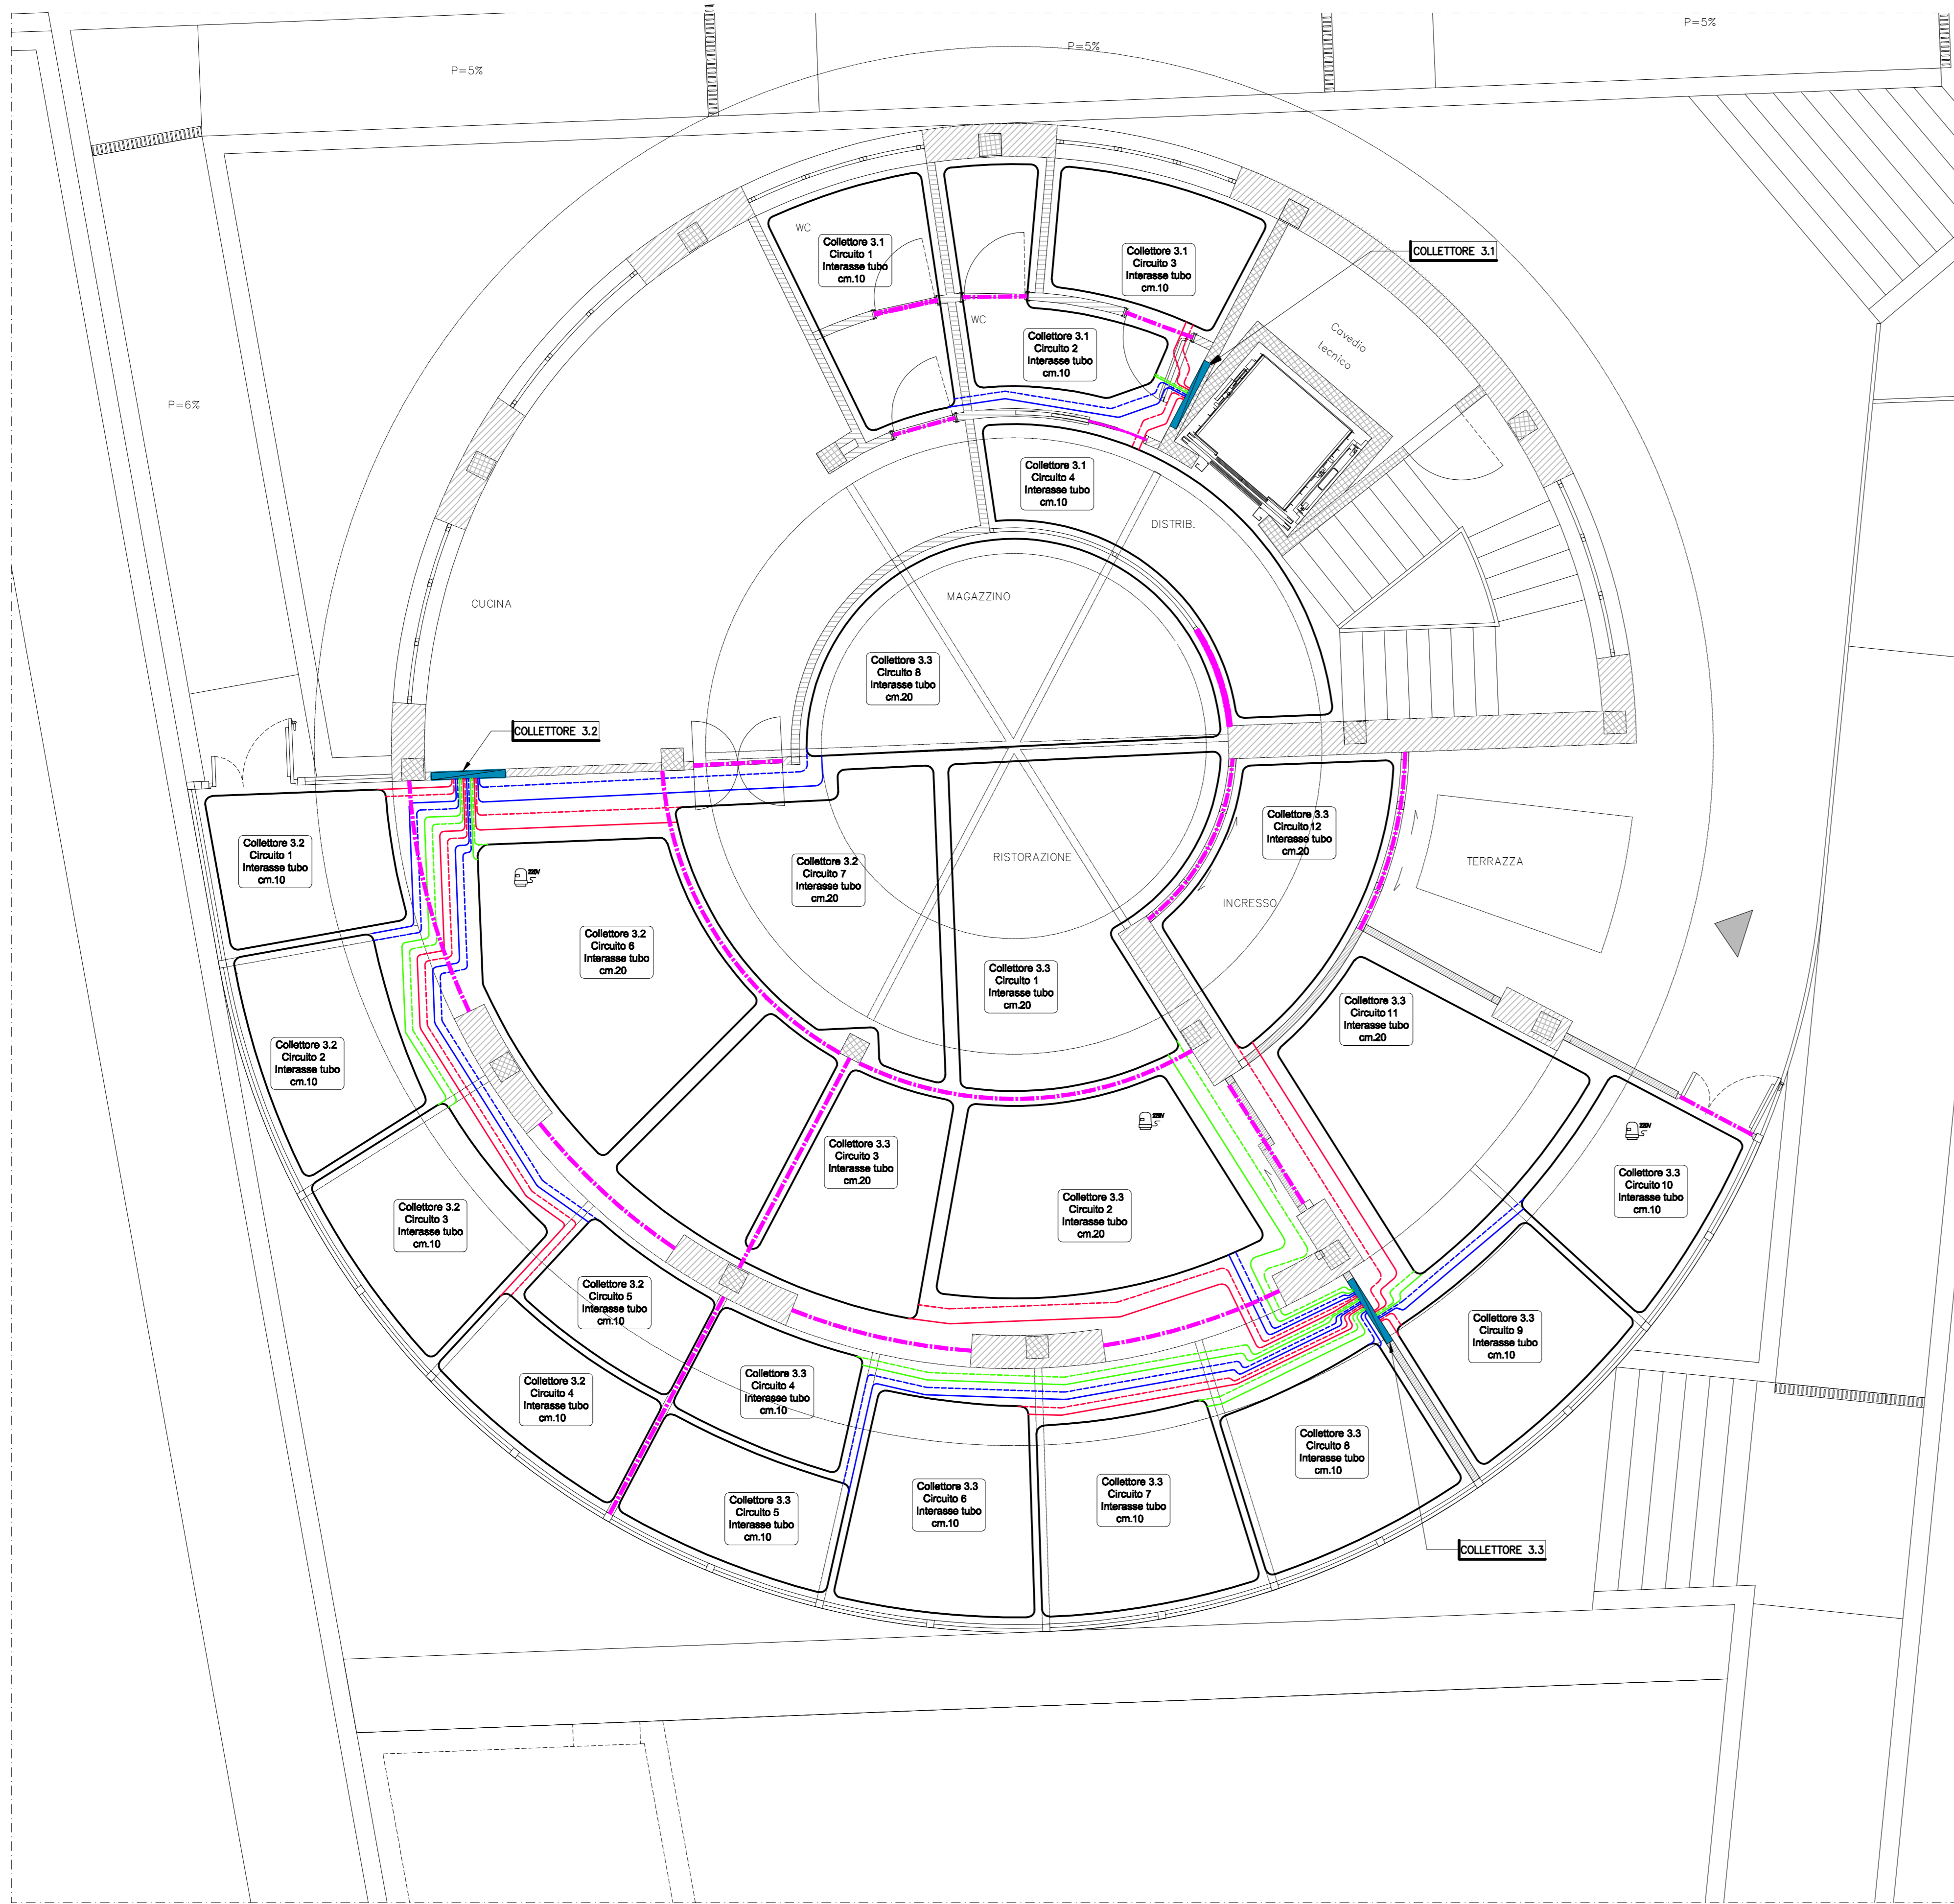 P=5%
P=5%
P=5%
P=6%
WC
Collettore 3.1
Circuito 1
Interasse tubo
cm.10
Collettore 3.1
Circuito 3
Interasse tubo
cm.10
COLLETTORE 3.1
WC
Collettore 3.1
Circuito 2
Interasse tubo
cm.10
Cavedio
tecnico
Collettore 3.1
Circuito 4
Interasse tubo
cm.10
DISTRIB.
CUCINA
MAGAZZINO
Collettore 3.3
Circuito 8
Interasse tubo
cm.20
COLLETTORE 3.2
Collettore 3.2
Circuito 1
Interasse tubo
cm.10
220V
Collettore 3.2
Circuito 7
Interasse tubo
cm.20
RISTORAZIONE
Collettore 3.3
Circuito 12
Interasse tubo
cm.20
TERRAZZA
INGRESSO
Collettore 3.2
Circuito 6
Interasse tubo
cm.20
Collettore 3.3
Circuito 1
Interasse tubo
cm.20
Collettore 3.3
Circuito 11
Interasse tubo
cm.20
Collettore 3.2
Circuito 2
Interasse tubo
cm.10
220V
220V
Collettore 3.3
Circuito 3
Interasse tubo
cm.20
Collettore 3.3
Circuito 2
Interasse tubo
cm.20
Collettore 3.3
Circuito 10
Interasse tubo
cm.10
Collettore 3.2
Circuito 3
Interasse tubo
cm.10
Collettore 3.2
Circuito 5
Interasse tubo
cm.10
Collettore 3.3
Circuito 9
Interasse tubo
cm.10
Collettore 3.2
Circuito 4
Interasse tubo
cm.10
Collettore 3.3
Circuito 4
Interasse tubo
cm.10
Collettore 3.3
Circuito 8
Interasse tubo
cm.10
Collettore 3.3
Circuito 5
Interasse tubo
cm.10
Collettore 3.3
Circuito 6
Interasse tubo
cm.10
Collettore 3.3
Circuito 7
Interasse tubo
cm.10
COLLETTORE 3.3